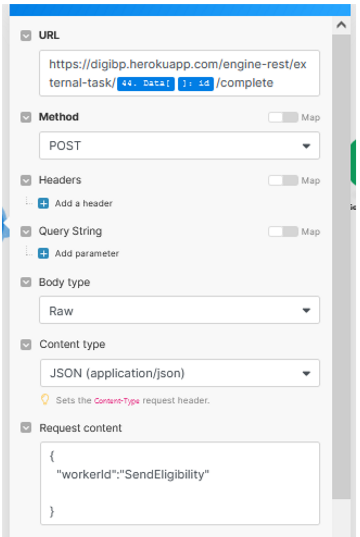 URL
https://digibp.herokuapp.com/engine-rest/ex
ternal-task/ 44. Data[ ]: id /complete
Method
Map
POST
Headers
Map
Add a header
Query String
Map
Add parameter
Body type
Raw
Content type
JSON (application/json)
Sets the Content-Type request header.
Request content
{
"workerId":"SendEligibility"
}